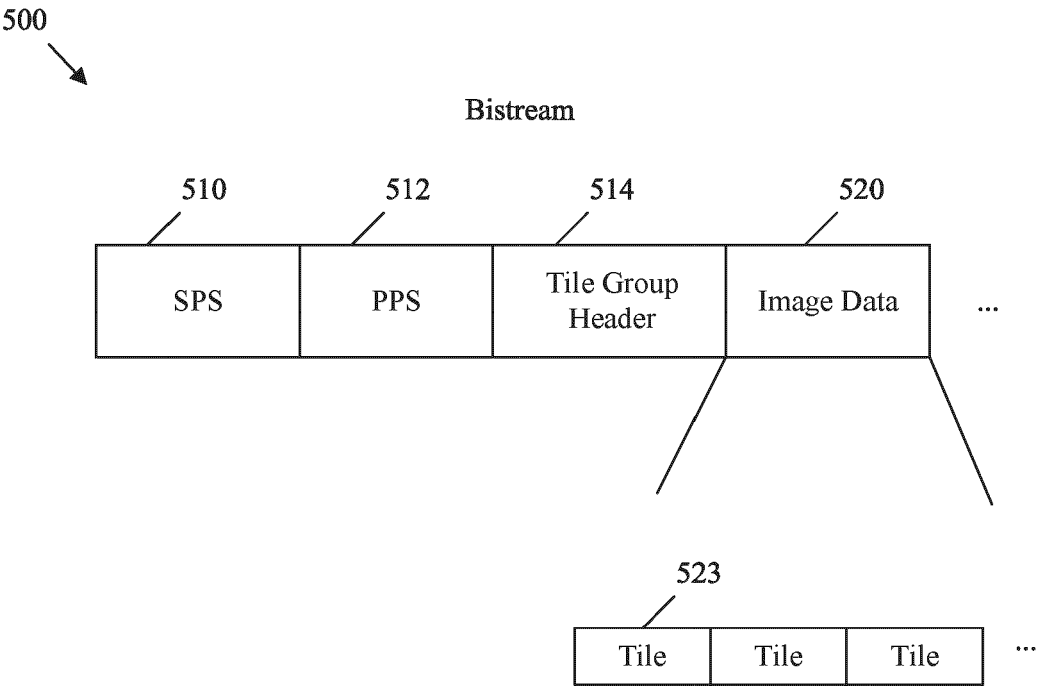 500
Bistream
510 512 514 520
SPS PPS Tile Group Header Image Data ...
523
Tile Tile Tile ...